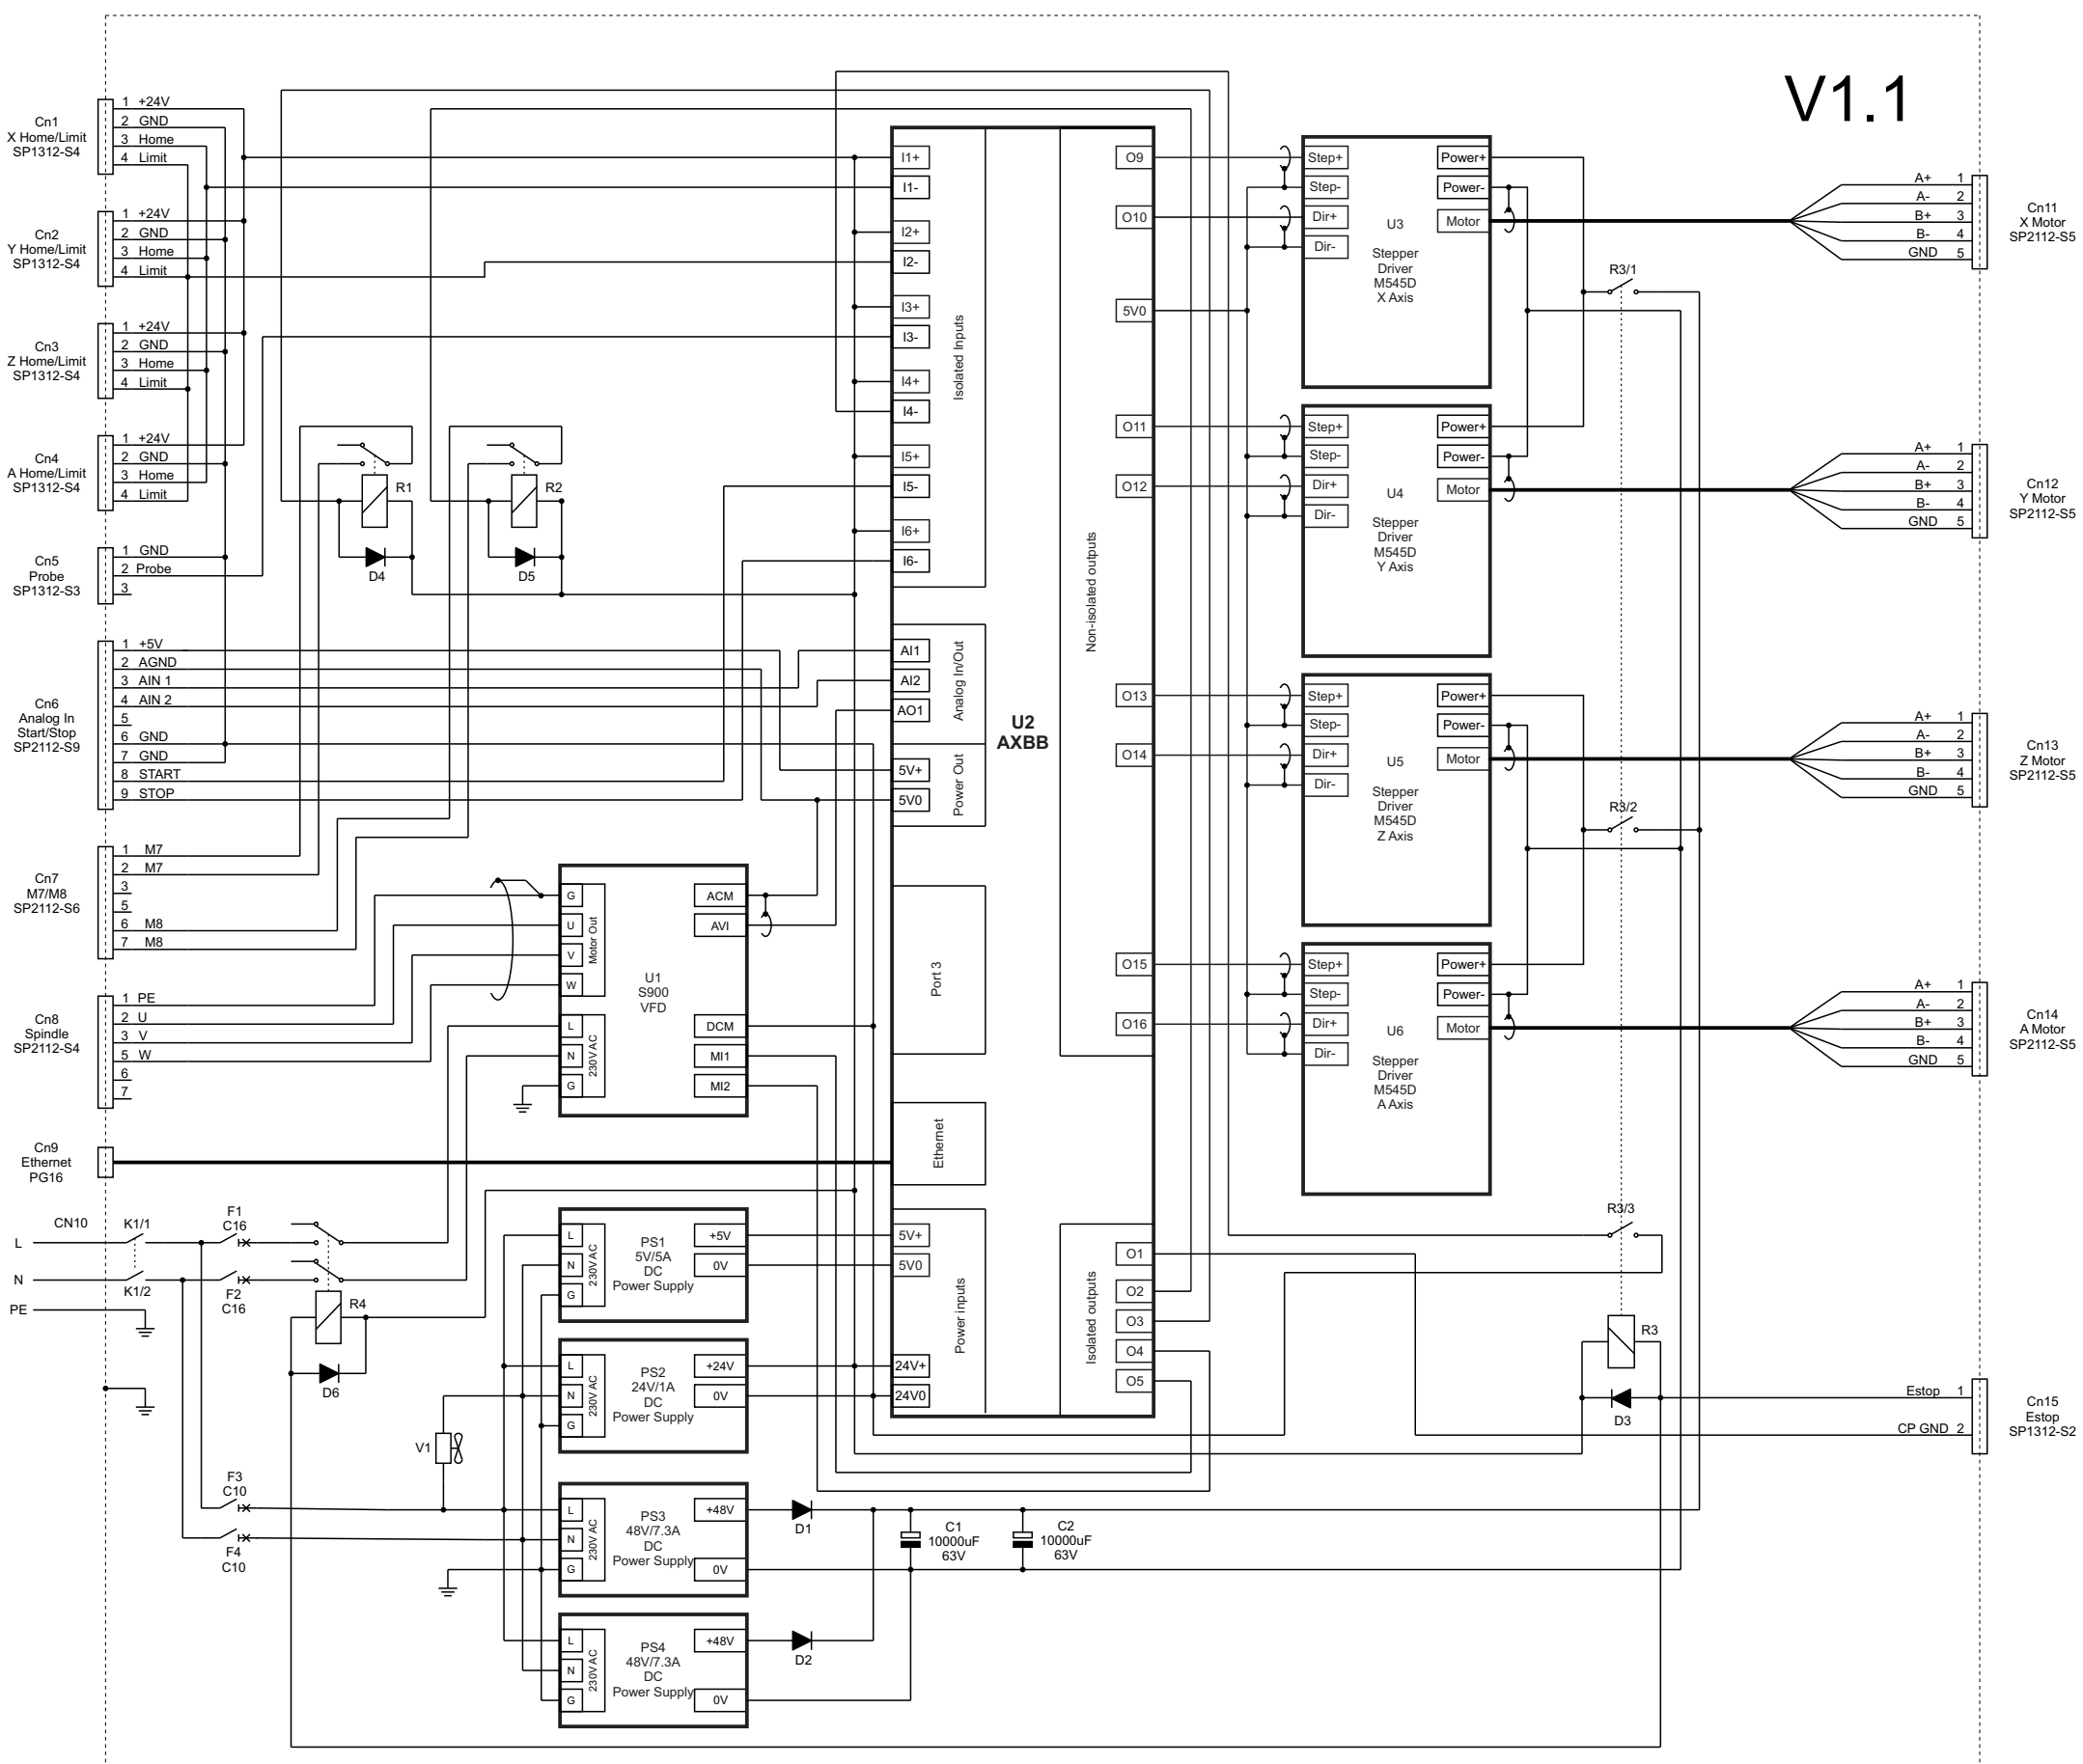 V1.1
Cn1
X Home/Limit
SP1312-S4
1 +24V
2 GND
3 Home
4 Limit
Cn2
Y Home/Limit
SP1312-S4
1 +24V
2 GND
3 Home
4 Limit
Cn3
Z Home/Limit
SP1312-S4
1 +24V
2 GND
3 Home
4 Limit
Cn4
A Home/Limit
SP1312-S4
1 +24V
2 GND
3 Home
4 Limit
Cn5
Probe
SP1312-S3
1 GND
2 Probe
3
Cn6
Analog In
Start/Stop
SP2112-S9
1 +5V
2 AGND
3 AIN 1
4 AIN 2
5
6 GND
7 GND
8 START
9 STOP
Cn7
M7/M8
SP2112-S6
1 M7
2 M7
3
5
6 M8
7 M8
Cn8
Spindle
SP2112-S4
1 PE
2 U
3 V
5 W
6
7
Cn9
Ethernet
PG16
CN10
L
N
PE
K1/1
K1/2
F1
C16
F2
C16
R4
D6
F3
C10
F4
C10
V1
R1
D4
R2
D5
U1
S900
VFD
G
U
V
W
Motor Out
L
N
G
230V AC
ACM
AVI
DCM
MI1
MI2
PS1
5V/5A
DC
Power Supply
L
N
G
230V AC
+5V
0V
PS2
24V/1A
DC
Power Supply
L
N
G
230V AC
+24V
0V
PS3
48V/7.3A
DC
Power Supply
L
N
G
230V AC
+48V
0V
PS4
48V/7.3A
DC
Power Supply
L
N
G
230V AC
+48V
0V
D1
D2
C1
10000uF
63V
C2
10000uF
63V
U2
AXBB
I1+
I1-
I2+
I2-
I3+
I3-
I4+
I4-
I5+
I5-
I6+
I6-
Isolated Inputs
AI1
AI2
AO1
Analog In/Out
5V+
5V0
Power Out
Port 3
Ethernet
5V+
5V0
24V+
24V0
Power inputs
O9
O10
5V0
O11
O12
O13
O14
O15
O16
Non-isolated outputs
O1
O2
O3
O4
O5
Isolated outputs
Step+
Step-
Dir+
Dir-
Power+
Power-
Motor
U3
Stepper
Driver
M545D
X Axis
Step+
Step-
Dir+
Dir-
Power+
Power-
Motor
U4
Stepper
Driver
M545D
Y Axis
Step+
Step-
Dir+
Dir-
Power+
Power-
Motor
U5
Stepper
Driver
M545D
Z Axis
Step+
Step-
Dir+
Dir-
Power+
Power-
Motor
U6
Stepper
Driver
M545D
A Axis
R3/1
R3/2
R3/3
R3
D3
A+ 1
A- 2
B+ 3
B- 4
GND 5
Cn11
X Motor
SP2112-S5
A+ 1
A- 2
B+ 3
B- 4
GND 5
Cn12
Y Motor
SP2112-S5
A+ 1
A- 2
B+ 3
B- 4
GND 5
Cn13
Z Motor
SP2112-S5
A+ 1
A- 2
B+ 3
B- 4
GND 5
Cn14
A Motor
SP2112-S5
Estop 1
CP GND 2
Cn15
Estop
SP1312-S2